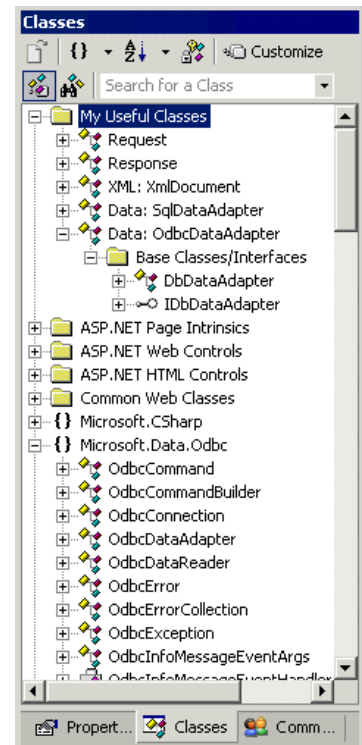 Classes
{} Customize
Search for a Class
My Useful Classes
Request
Response
XML: XmlDocument
Data: SqlDataAdapter
Data: OdbcDataAdapter
Base Classes/Interfaces
DbDataAdapter
IDbDataAdapter
ASP.NET Page Intrinsics
ASP.NET Web Controls
ASP.NET HTML Controls
Common Web Classes
{} Microsoft.CSharp
{} Microsoft.Data.Odbc
OdbcCommand
OdbcCommandBuilder
OdbcConnection
OdbcDataAdapter
OdbcDataReader
OdbcError
OdbcErrorCollection
OdbcException
OdbcInfoMessageEventArgs
OdbcInfoMessageEventHandler
Propert... Classes Comm...